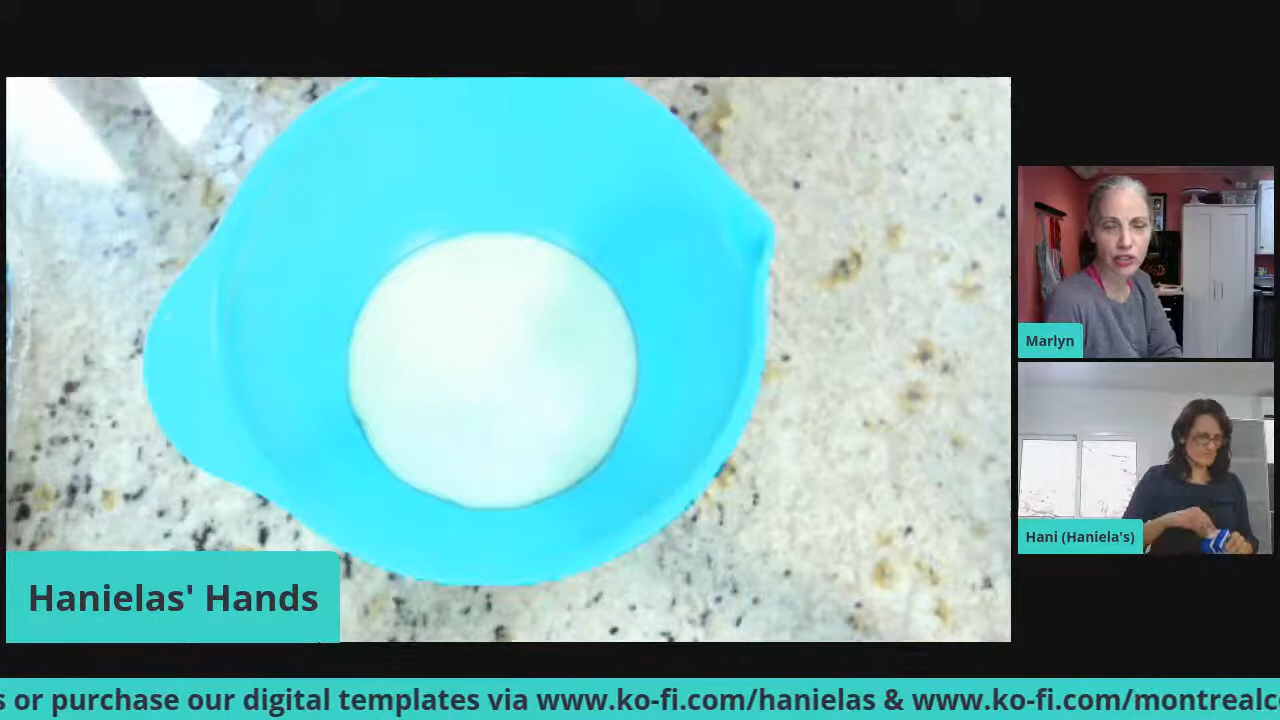 Marlyn
Hani (Haniela's)
Hanielas' Hands
s or purchase our digital templates via www.ko-fi.com/hanielas & www.ko-fi.com/montrealc